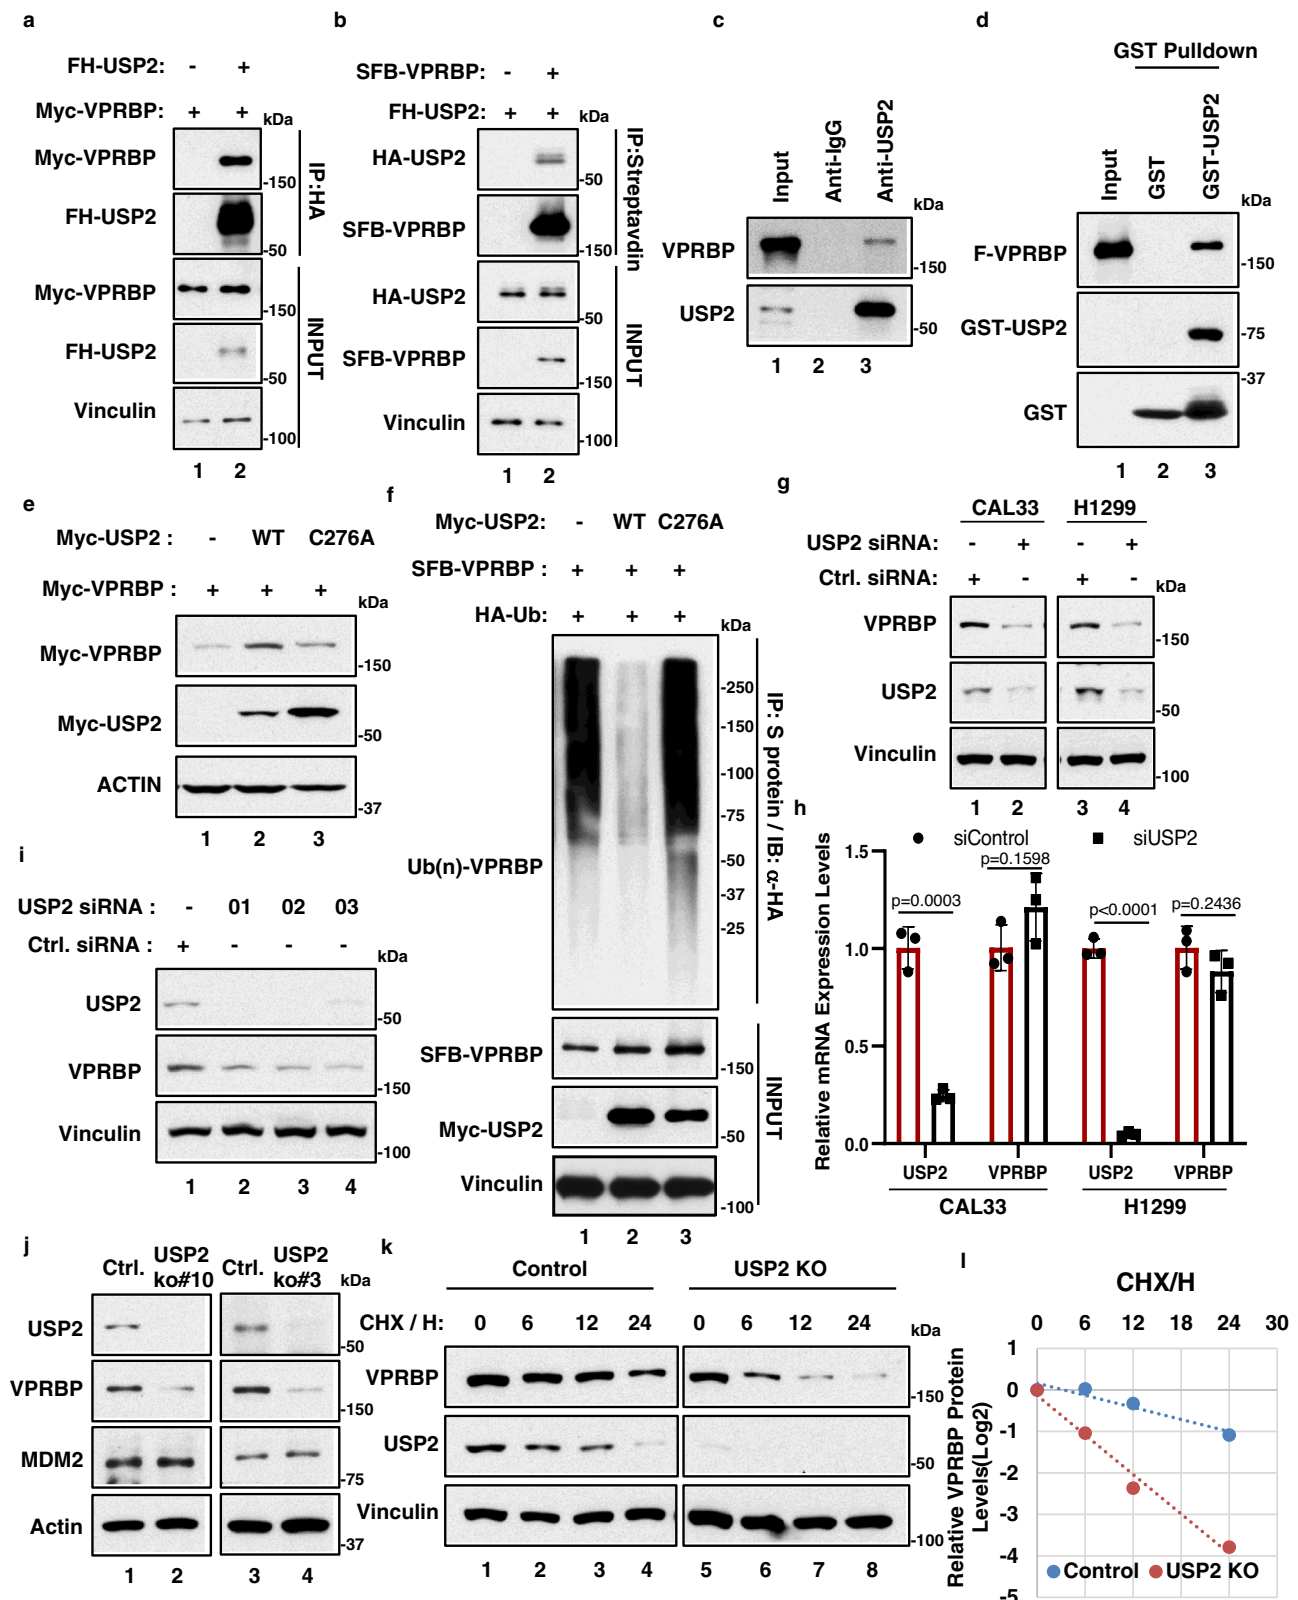 a
FH-USP2: - +
Myc-VPRBP: + + kDa
Myc-VPRBP
-150
FH-USP2
-50
IP:HA
Myc-VPRBP
-150
FH-USP2
-50
Vinculin
-100
INPUT
1 2
b
SFB-VPRBP: - +
FH-USP2: + + kDa
HA-USP2
-50
SFB-VPRBP
-150
IP:Streptavdin
HA-USP2
-50
SFB-VPRBP
-150
Vinculin
-100
INPUT
1 2
c
Input Anti-IgG Anti-USP2
kDa
VPRBP
-150
USP2
-50
1 2 3
d
GST Pulldown
Input GST GST-USP2
kDa
F-VPRBP
-150
GST-USP2
-75
-37
GST
1 2 3
e
Myc-USP2 : - WT C276A
Myc-VPRBP : + + +
kDa
Myc-VPRBP
-150
Myc-USP2
-50
ACTIN
-37
1 2 3
f
Myc-USP2: - WT C276A
SFB-VPRBP : + + +
HA-Ub: + + +
kDa
-250
-150
-100
-75
Ub(n)-VPRBP
-50
-37
-25
IP: S protein / IB: α-HA
SFB-VPRBP
-150
Myc-USP2
-50
Vinculin
-100
INPUT
1 2 3
g
CAL33 H1299
USP2 siRNA: - + - +
Ctrl. siRNA: + - + -
kDa
VPRBP
-150
USP2
-50
Vinculin
-100
1 2 3 4
h
siControl siUSP2
Relative mRNA Expression Levels
1.5
1.0
0.5
0.0
p=0.0003
p=0.1598
p<0.0001
p=0.2436
USP2 VPRBP USP2 VPRBP
CAL33 H1299
i
USP2 siRNA : - 01 02 03
Ctrl. siRNA : + - - -
kDa
USP2
-50
VPRBP
-150
Vinculin
-100
1 2 3 4
j
Ctrl. USP2 ko#10 Ctrl. USP2 ko#3
kDa
USP2
-50
VPRBP
-150
MDM2
-75
Actin
-37
1 2 3 4
k
Control USP2 KO
CHX / H: 0 6 12 24 0 6 12 24
kDa
VPRBP
-150
USP2
-50
Vinculin
-100
1 2 3 4 5 6 7 8
l
CHX/H
0 6 12 18 24 30
Relative VPRBP Protein
Levels(Log2)
1
0
-1
-2
-3
-4
-5
Control USP2 KO